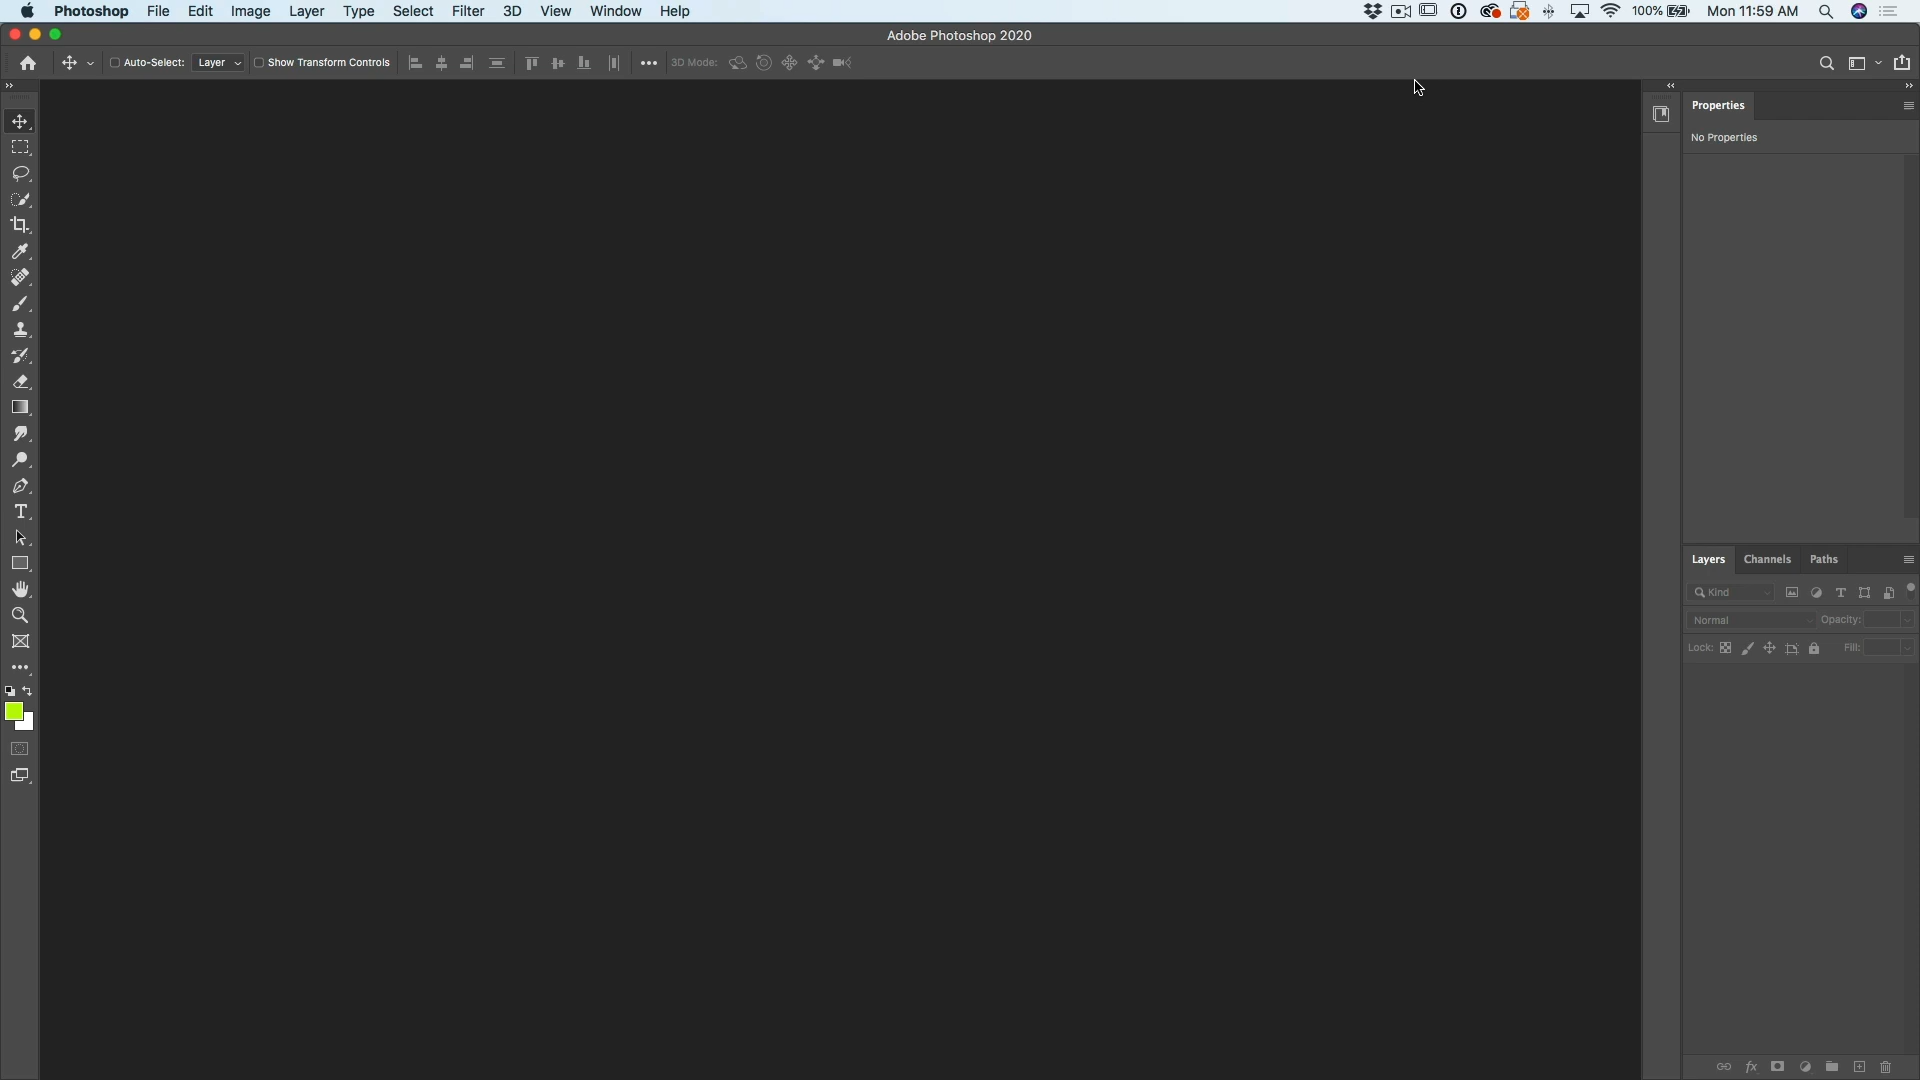 Photoshop File Edit Image Layer Type Select Filter 3D View Window Help 100% Mon 11:59 AM
Adobe Photoshop 2020
Auto-Select: Layer Show Transform Controls 3D Mode:
Properties
No Properties
Layers Channels Paths
Kind
Normal Opacity:
Lock: Fill: